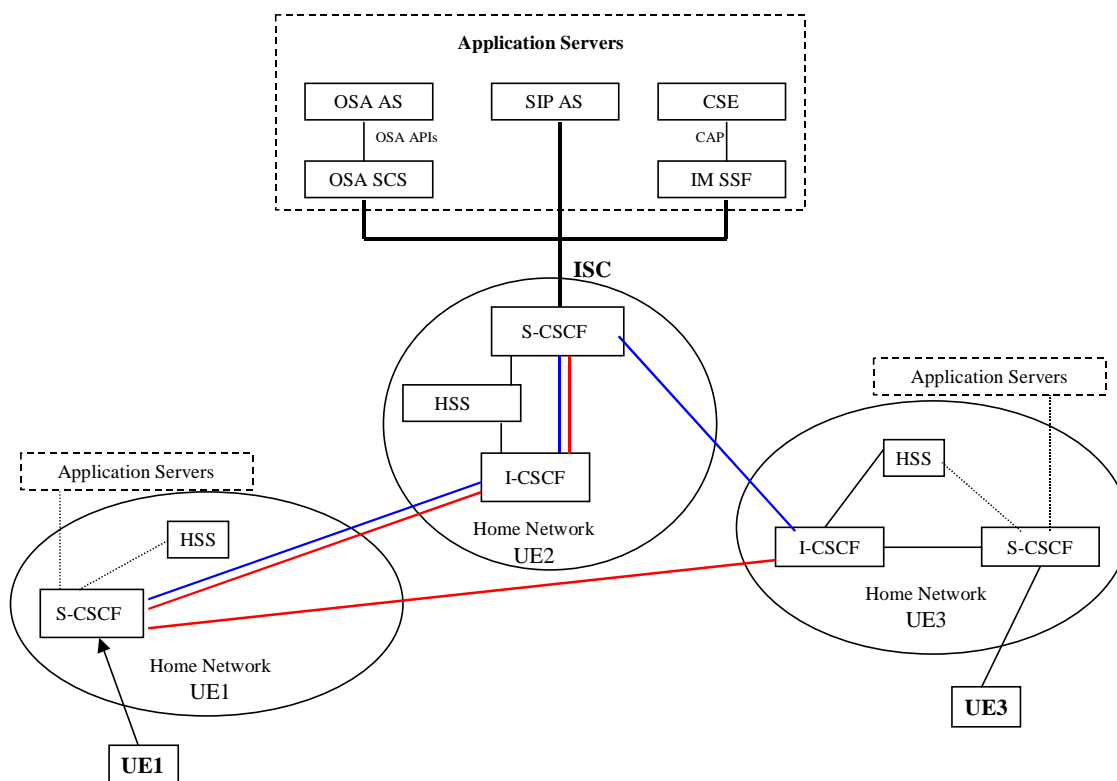 Application Servers
OSA AS
SIP AS
CSE
OSA APIs
CAP
OSA SCS
IM SSF
ISC
S-CSCF
HSS
I-CSCF
Home Network
UE2
Application Servers
HSS
I-CSCF
S-CSCF
Home Network
UE3
UE3
Application Servers
HSS
S-CSCF
Home Network
UE1
UE1